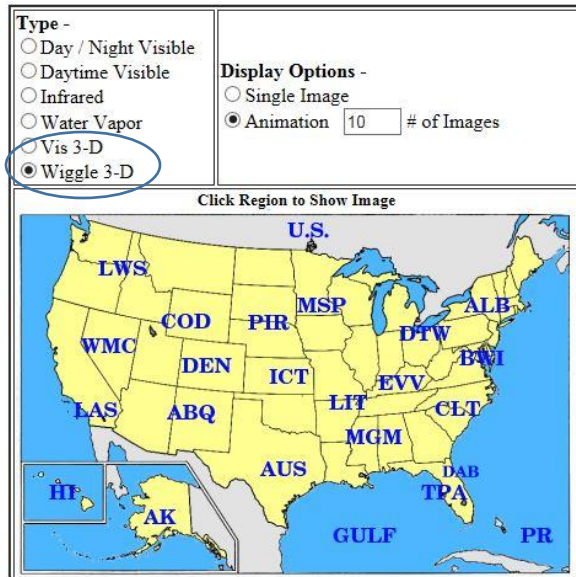 Type -
Day / Night Visible
Daytime Visible
Infrared
Water Vapor
Vis 3-D
Wiggle 3-D
Display Options -
Single Image
Animation 10 # of Images
Click Region to Show Image
U.S.
LWS
MSP
ALB
COD
PIR
DTW
WMC
BWI
DEN
ICT
EVV
LAS
ABQ
LIT
CLT
MGM
AUS
DAB
HI
TPA
AK
GULF
PR